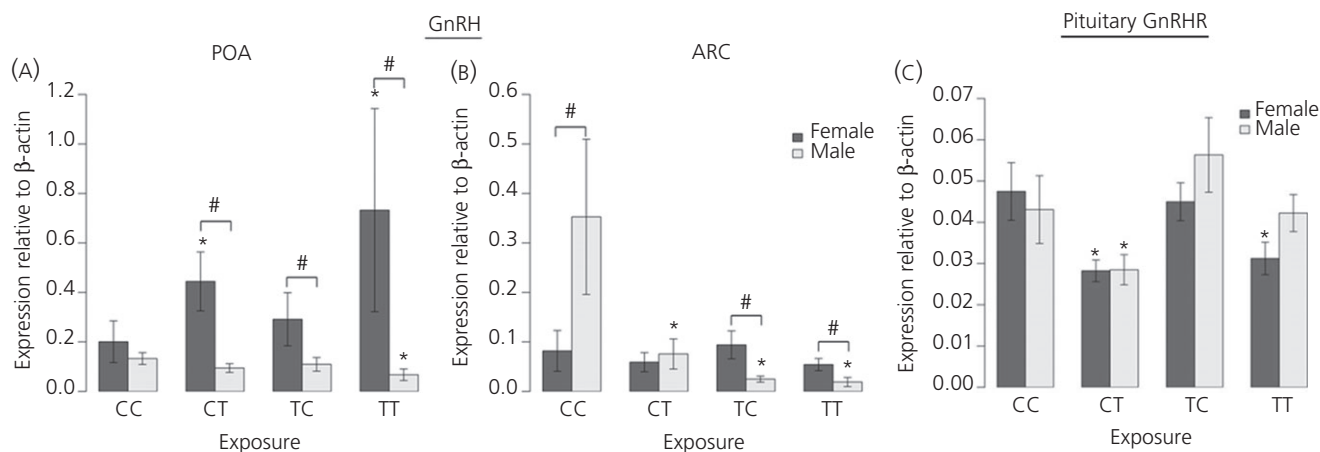 GnRH
Pituitary GnRHR
POA
ARC
(A)
Expression relative to β-actin
1.2
1.0
0.8
0.6
0.4
0.2
0.0
*
#
#
#
*
*
CC CT TC TT
Exposure
(B)
Expression relative to β-actin
0.6
0.5
0.4
0.3
0.2
0.1
0.0
#
*
#
*
#
*
Female
Male
CC CT TC TT
Exposure
(C)
Expression relative to β-actin
0.07
0.06
0.05
0.04
0.03
0.02
0.01
0.00
* *
*
Female
Male
CC CT TC TT
Exposure